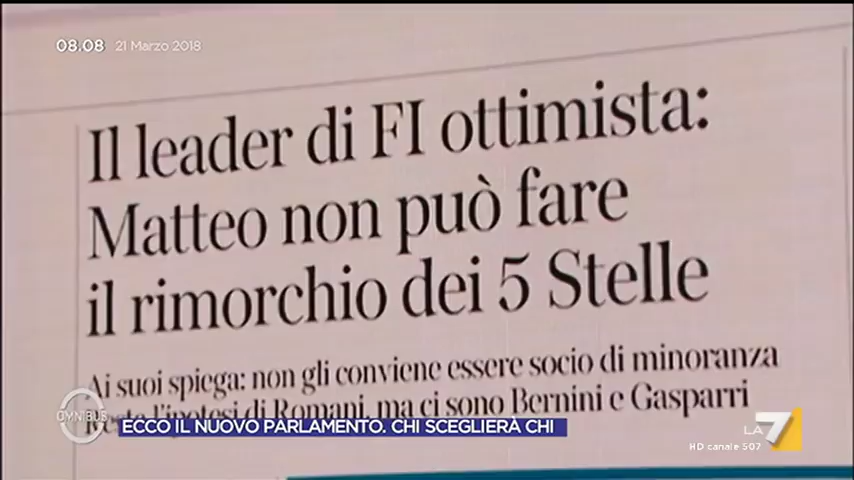 08.08 21 Marzo 2018
Il leader di FI ottimista:
Matteo non può fare
il rimorchio dei 5 Stelle
Ai suoi spiega: non gli conviene essere socio di minoranza
l'ipotesi di Romani, ma ci sono Bernini e Gasparri
OMNIBUS
ECCO IL NUOVO PARLAMENTO. CHI SCEGLIERÀ CHI
LA7
HD canale 507